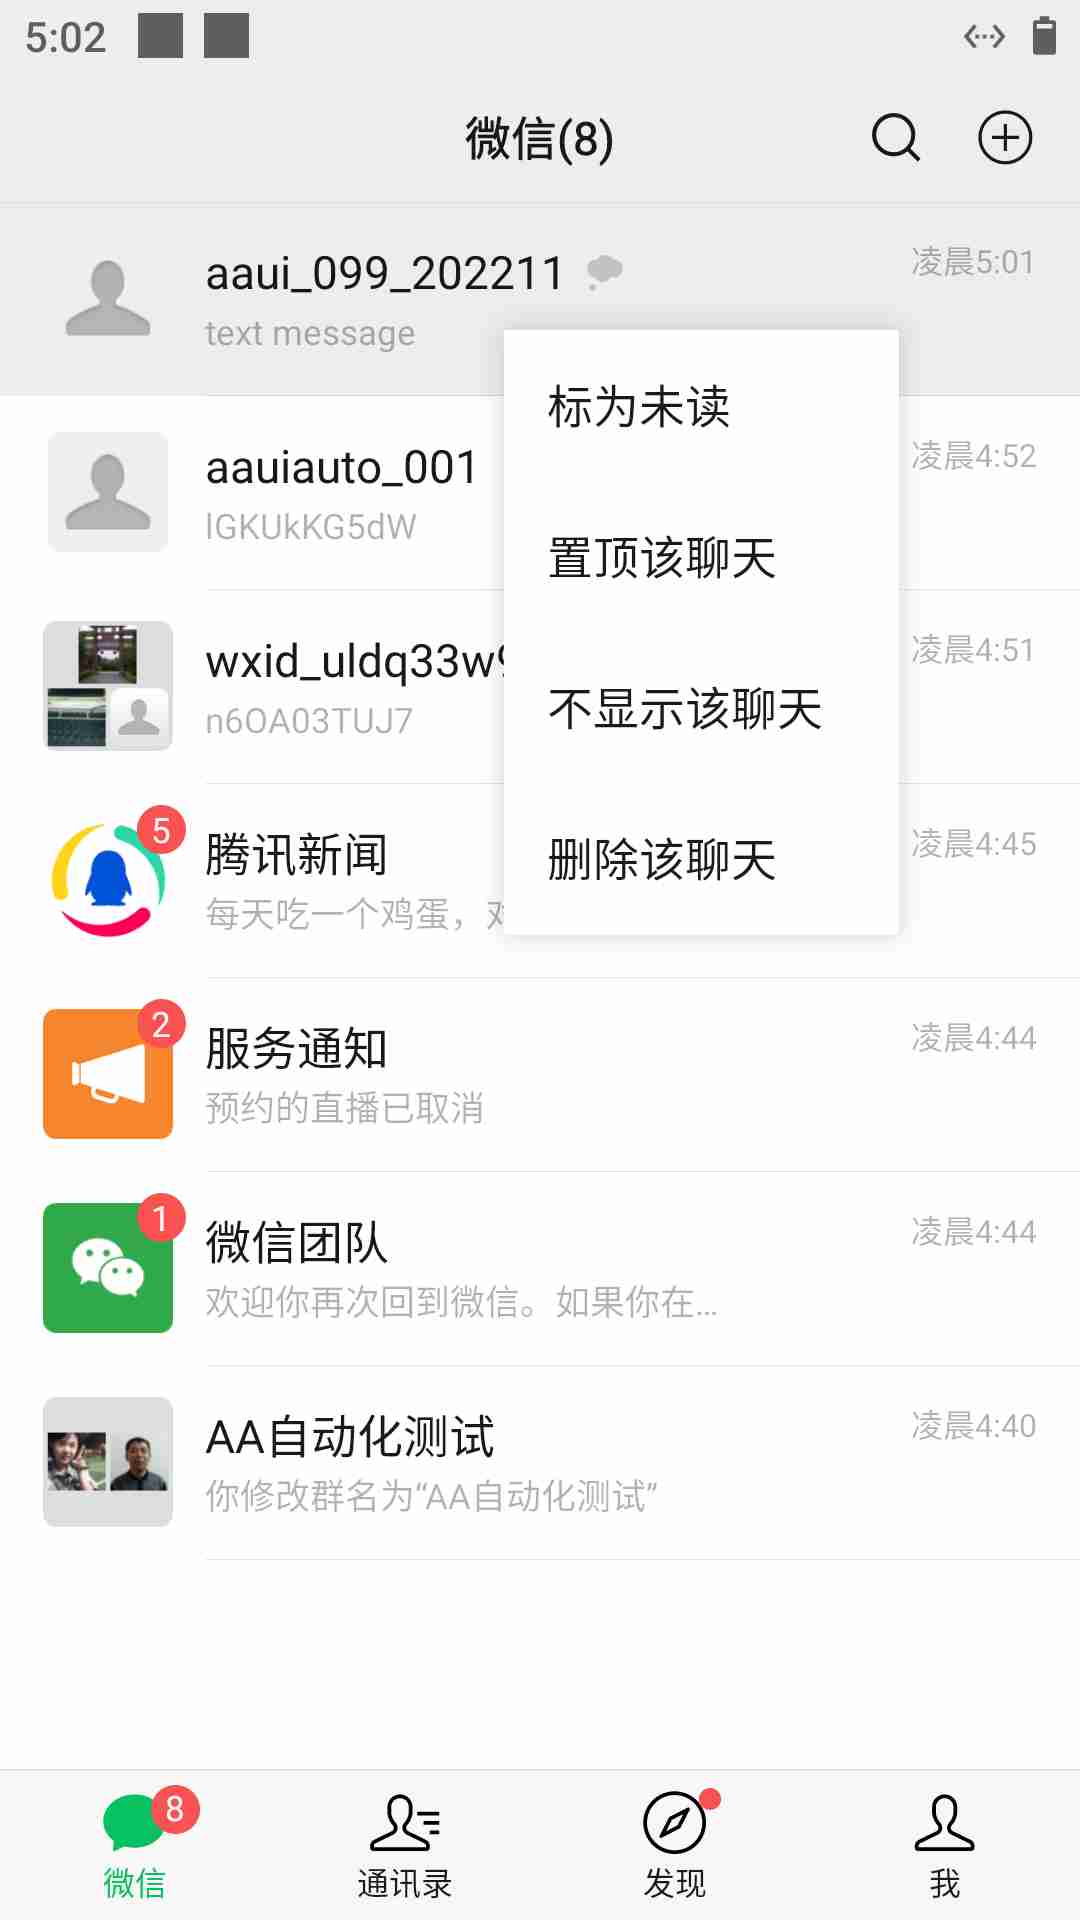 5:02
微信(8)
aaui_099_202211
凌晨5:01
text message
标为未读
置顶该聊天
不显示该聊天
删除该聊天
aauiauto_001
凌晨4:52
IGKUkKG5dW
wxid_uldq33w
凌晨4:51
n6OA03TUJ7
5
腾讯新闻
凌晨4:45
每天吃一个鸡蛋，
2
服务通知
凌晨4:44
预约的直播已取消
1
微信团队
凌晨4:44
欢迎你再次回到微信。如果你在...
AA自动化测试
凌晨4:40
你修改群名为“AA自动化测试”
8
微信
通讯录
发现
我